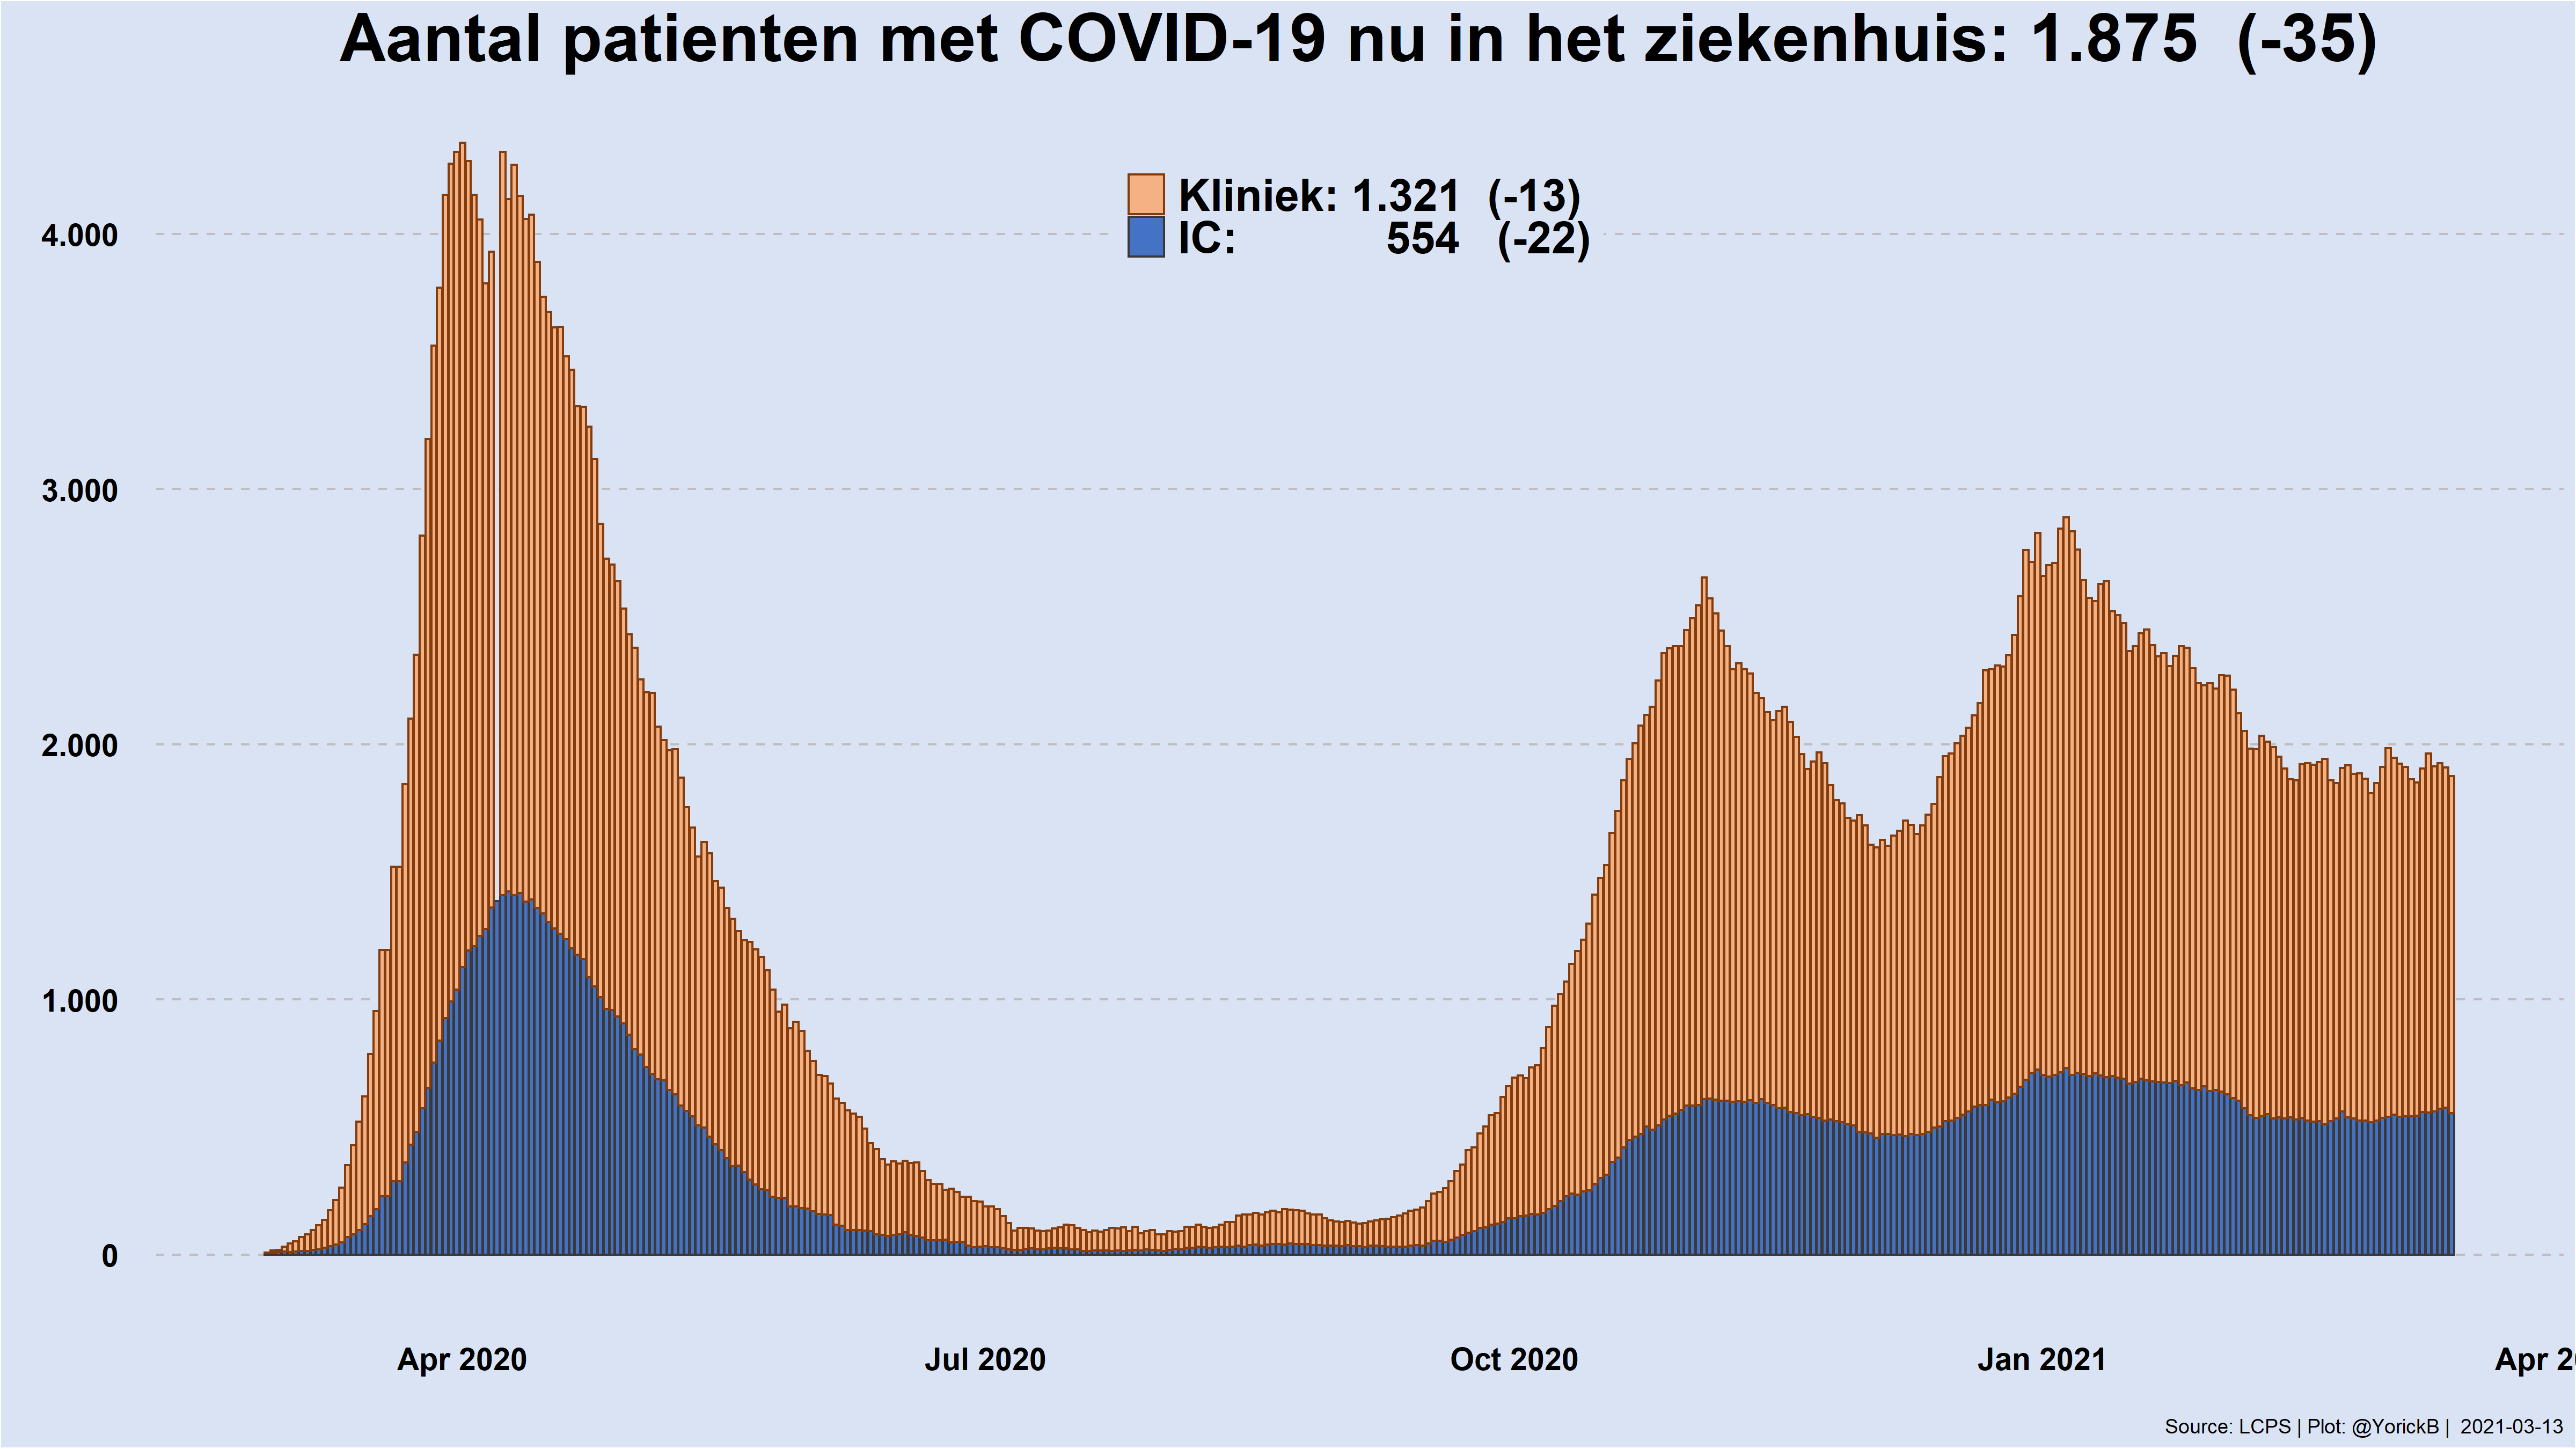 Aantal patienten met COVID-19 nu in het ziekenhuis: 1.875 (-35)
Kliniek: 1.321 (-13)
IC: 554 (-22)
4.000
3.000
2.000
1.000
0
Apr 2020 Jul 2020 Oct 2020 Jan 2021 Apr
Source: LCPS | Plot: @YorickB | 2021-03-13